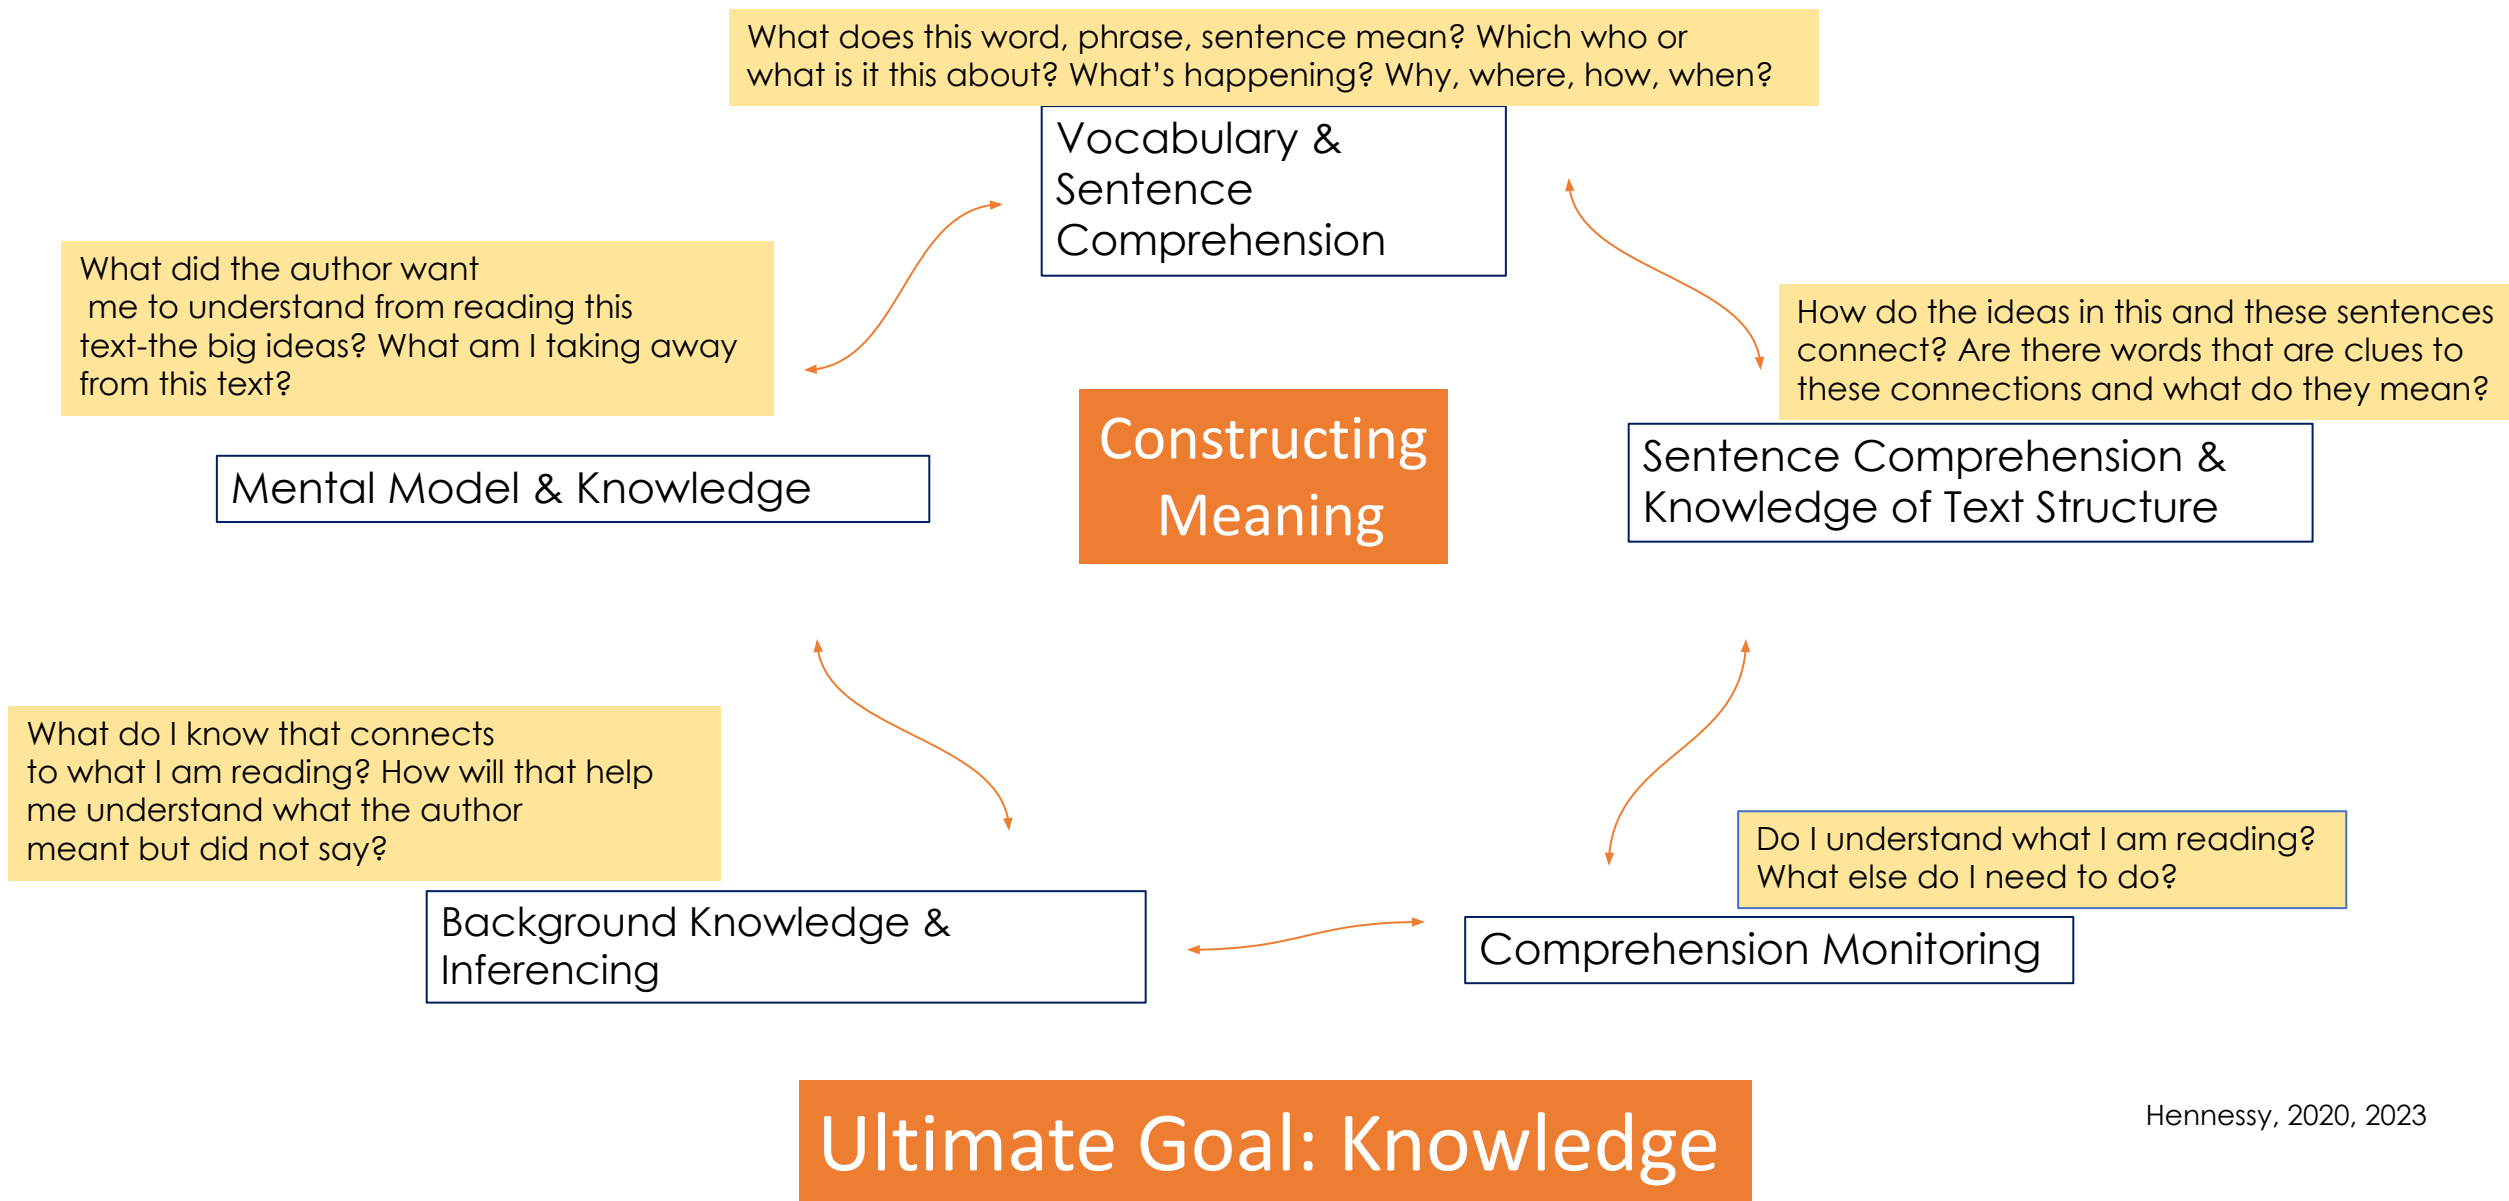 What does this word, phrase, sentence mean? Which who or
what is it this about? What's happening? Why, where, how, when?
Vocabulary &
Sentence
Comprehension
What did the author want
me to understand from reading this
text-the big ideas? What am I taking away
from this text?
Mental Model & Knowledge
Constructing
Meaning
How do the ideas in this and these sentences
connect? Are there words that are clues to
these connections and what do they mean?
Sentence Comprehension &
Knowledge of Text Structure
What do I know that connects
to what I am reading? How will that help
me understand what the author
meant but did not say?
Background Knowledge &
Inferencing
Do I understand what I am reading?
What else do I need to do?
Comprehension Monitoring
Ultimate Goal: Knowledge
Hennessy, 2020, 2023